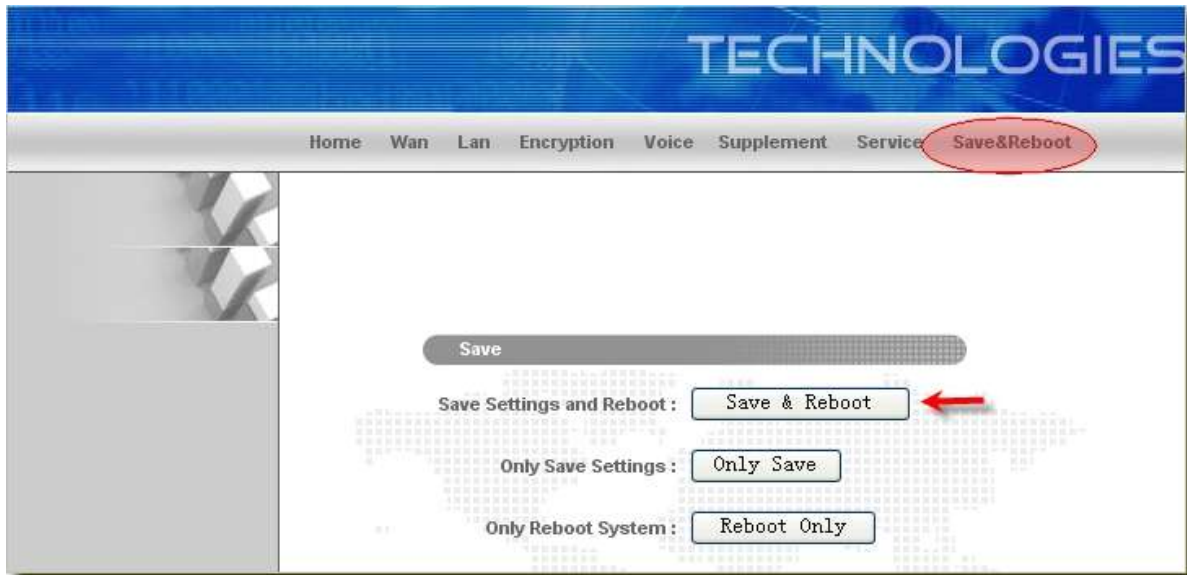 TECHNOLOGIES
Home Wan Lan Encryption Voice Supplement Service Save&Reboot
Save
Save Settings and Reboot : Save & Reboot
Only Save Settings : Only Save
Only Reboot System : Reboot Only